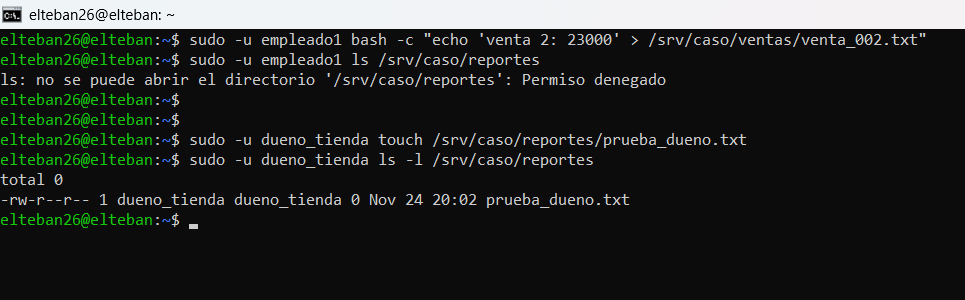 elteban26@elteban: ~
elteban26@elteban:~$ sudo -u empleado1 bash -c "echo 'venta 2: 23000' > /srv/caso/ventas/venta_002.txt"
elteban26@elteban:~$ sudo -u empleado1 ls /srv/caso/reportes
ls: no se puede abrir el directorio '/srv/caso/reportes': Permiso denegado
elteban26@elteban:~$
elteban26@elteban:~$
elteban26@elteban:~$ sudo -u dueno_tienda touch /srv/caso/reportes/prueba_dueno.txt
elteban26@elteban:~$ sudo -u dueno_tienda ls -l /srv/caso/reportes
total 0
-rw-r--r-- 1 dueno_tienda dueno_tienda 0 Nov 24 20:02 prueba_dueno.txt
elteban26@elteban:~$